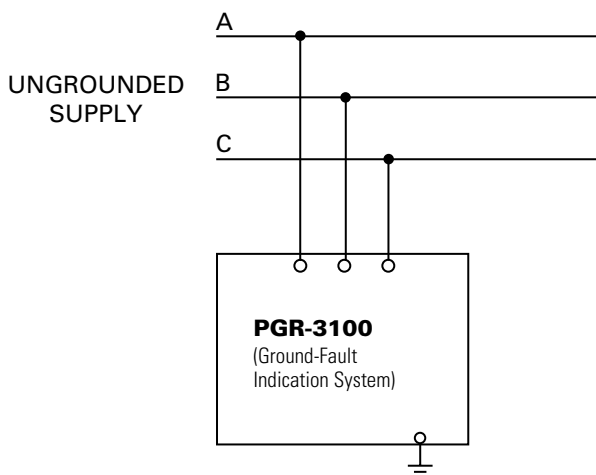 A
UNGROUNDED
SUPPLY
B
C
PGR-3100
(Ground-Fault
Indication System)